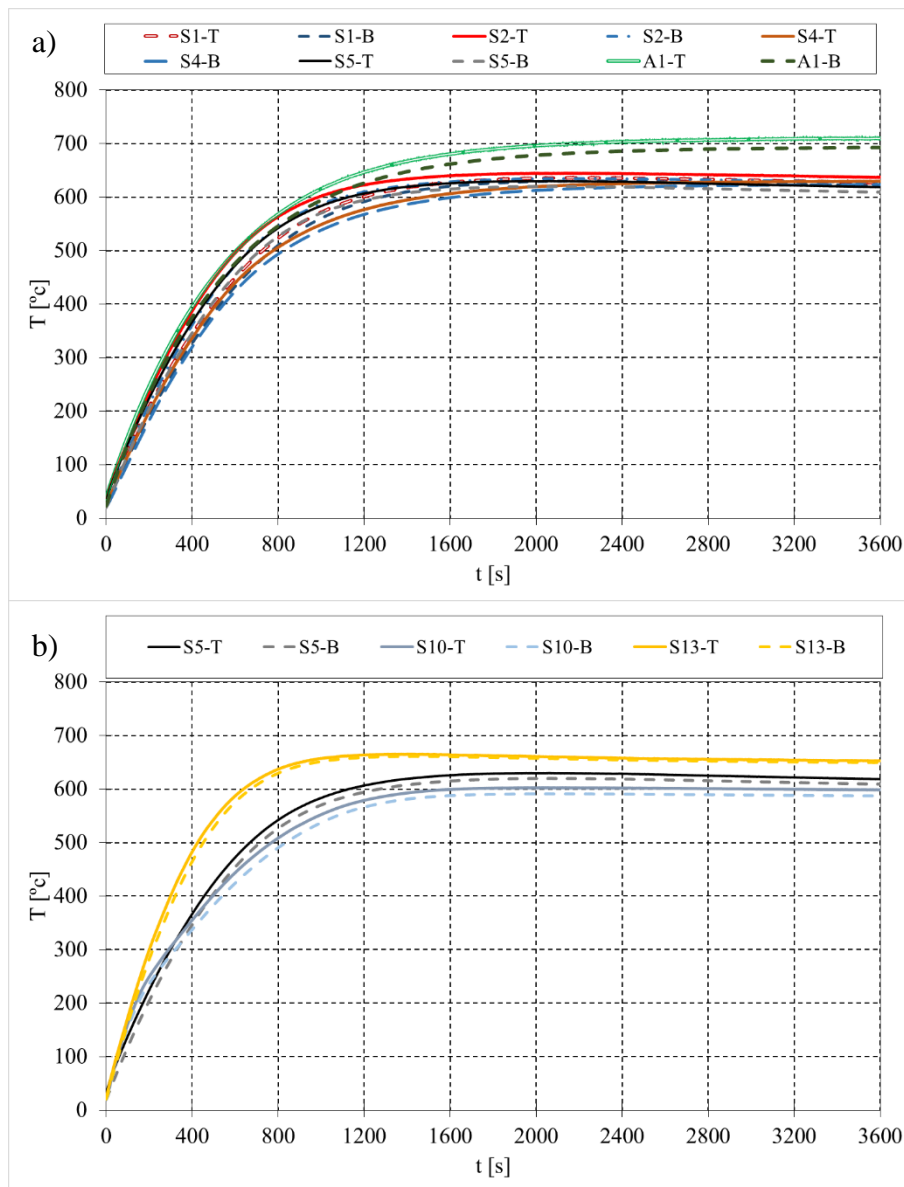 a)
S1-T S1-B S2-T S2-B S4-T
S4-B S5-T S5-B A1-T A1-B
800
700
600
500
400
300
200
100
0
T [ºc]
0 400 800 1200 1600 2000 2400 2800 3200 3600
t [s]
b)
S5-T S5-B S10-T S10-B S13-T S13-B
800
700
600
500
400
300
200
100
0
T [ºc]
0 400 800 1200 1600 2000 2400 2800 3200 3600
t [s]